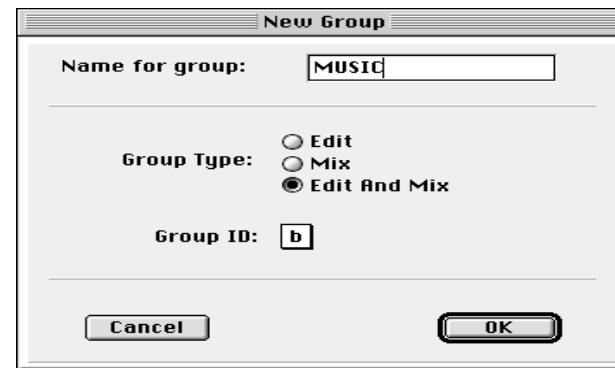 New Group
Name for group: MUSIC
Edit
Group Type: Mix
Edit And Mix
Group ID: b
Cancel OK